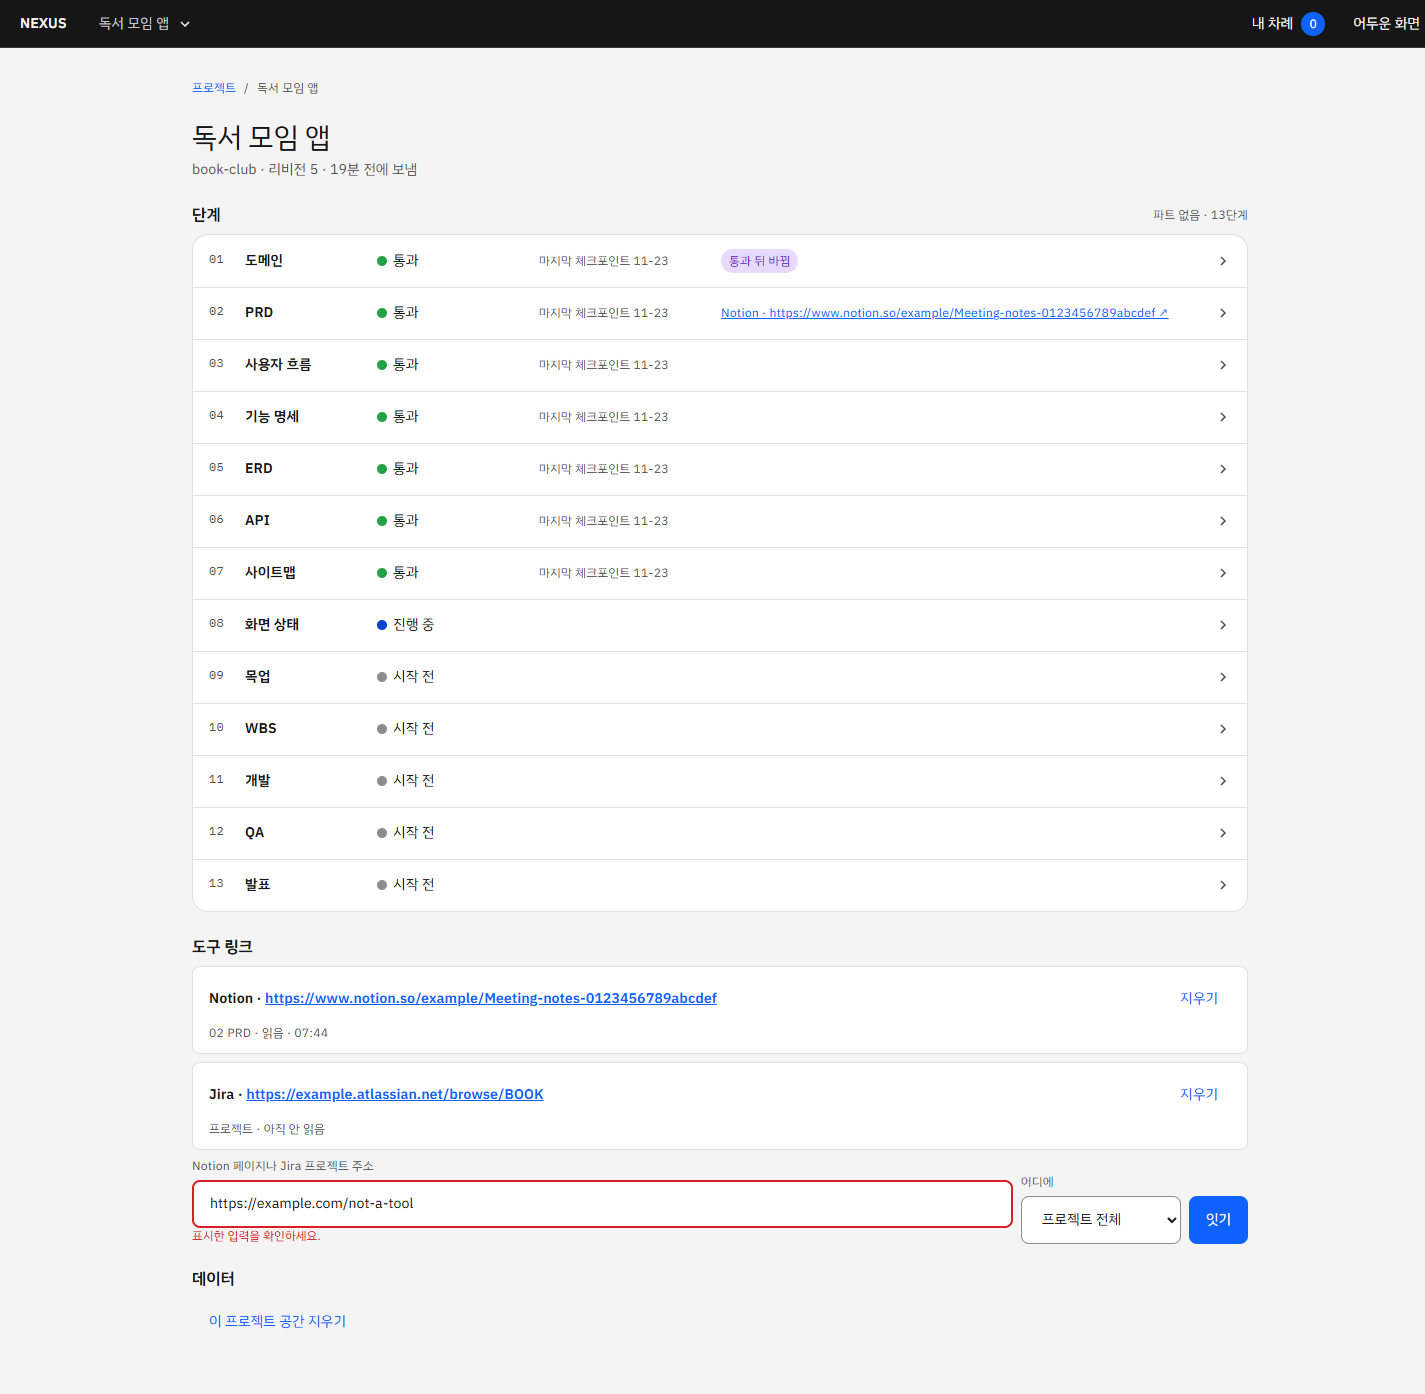 NEXUS 독서 모임 앱 내 차례 0 어두운 화면
프로젝트 / 독서 모임 앱
독서 모임 앱
book-club · 리비전 5 · 19분 전에 보냄
단계 파트 없음 · 13단계
01 도메인 통과 마지막 체크포인트 11-23 통과 뒤 바뀜
02 PRD 통과 마지막 체크포인트 11-23 Notion · https://www.notion.so/example/Meeting-notes-0123456789abcdef ↗
03 사용자 흐름 통과 마지막 체크포인트 11-23
04 기능 명세 통과 마지막 체크포인트 11-23
05 ERD 통과 마지막 체크포인트 11-23
06 API 통과 마지막 체크포인트 11-23
07 사이트맵 통과 마지막 체크포인트 11-23
08 화면 상태 진행 중
09 목업 시작 전
10 WBS 시작 전
11 개발 시작 전
12 QA 시작 전
13 발표 시작 전
도구 링크
Notion · https://www.notion.so/example/Meeting-notes-0123456789abcdef 지우기
02 PRD · 읽음 · 07:44
Jira · https://example.atlassian.net/browse/BOOK 지우기
프로젝트 · 아직 안 읽음
Notion 페이지나 Jira 프로젝트 주소
어디에
https://example.com/not-a-tool
프로젝트 전체 잇기
표시한 입력을 확인하세요.
데이터
이 프로젝트 공간 지우기